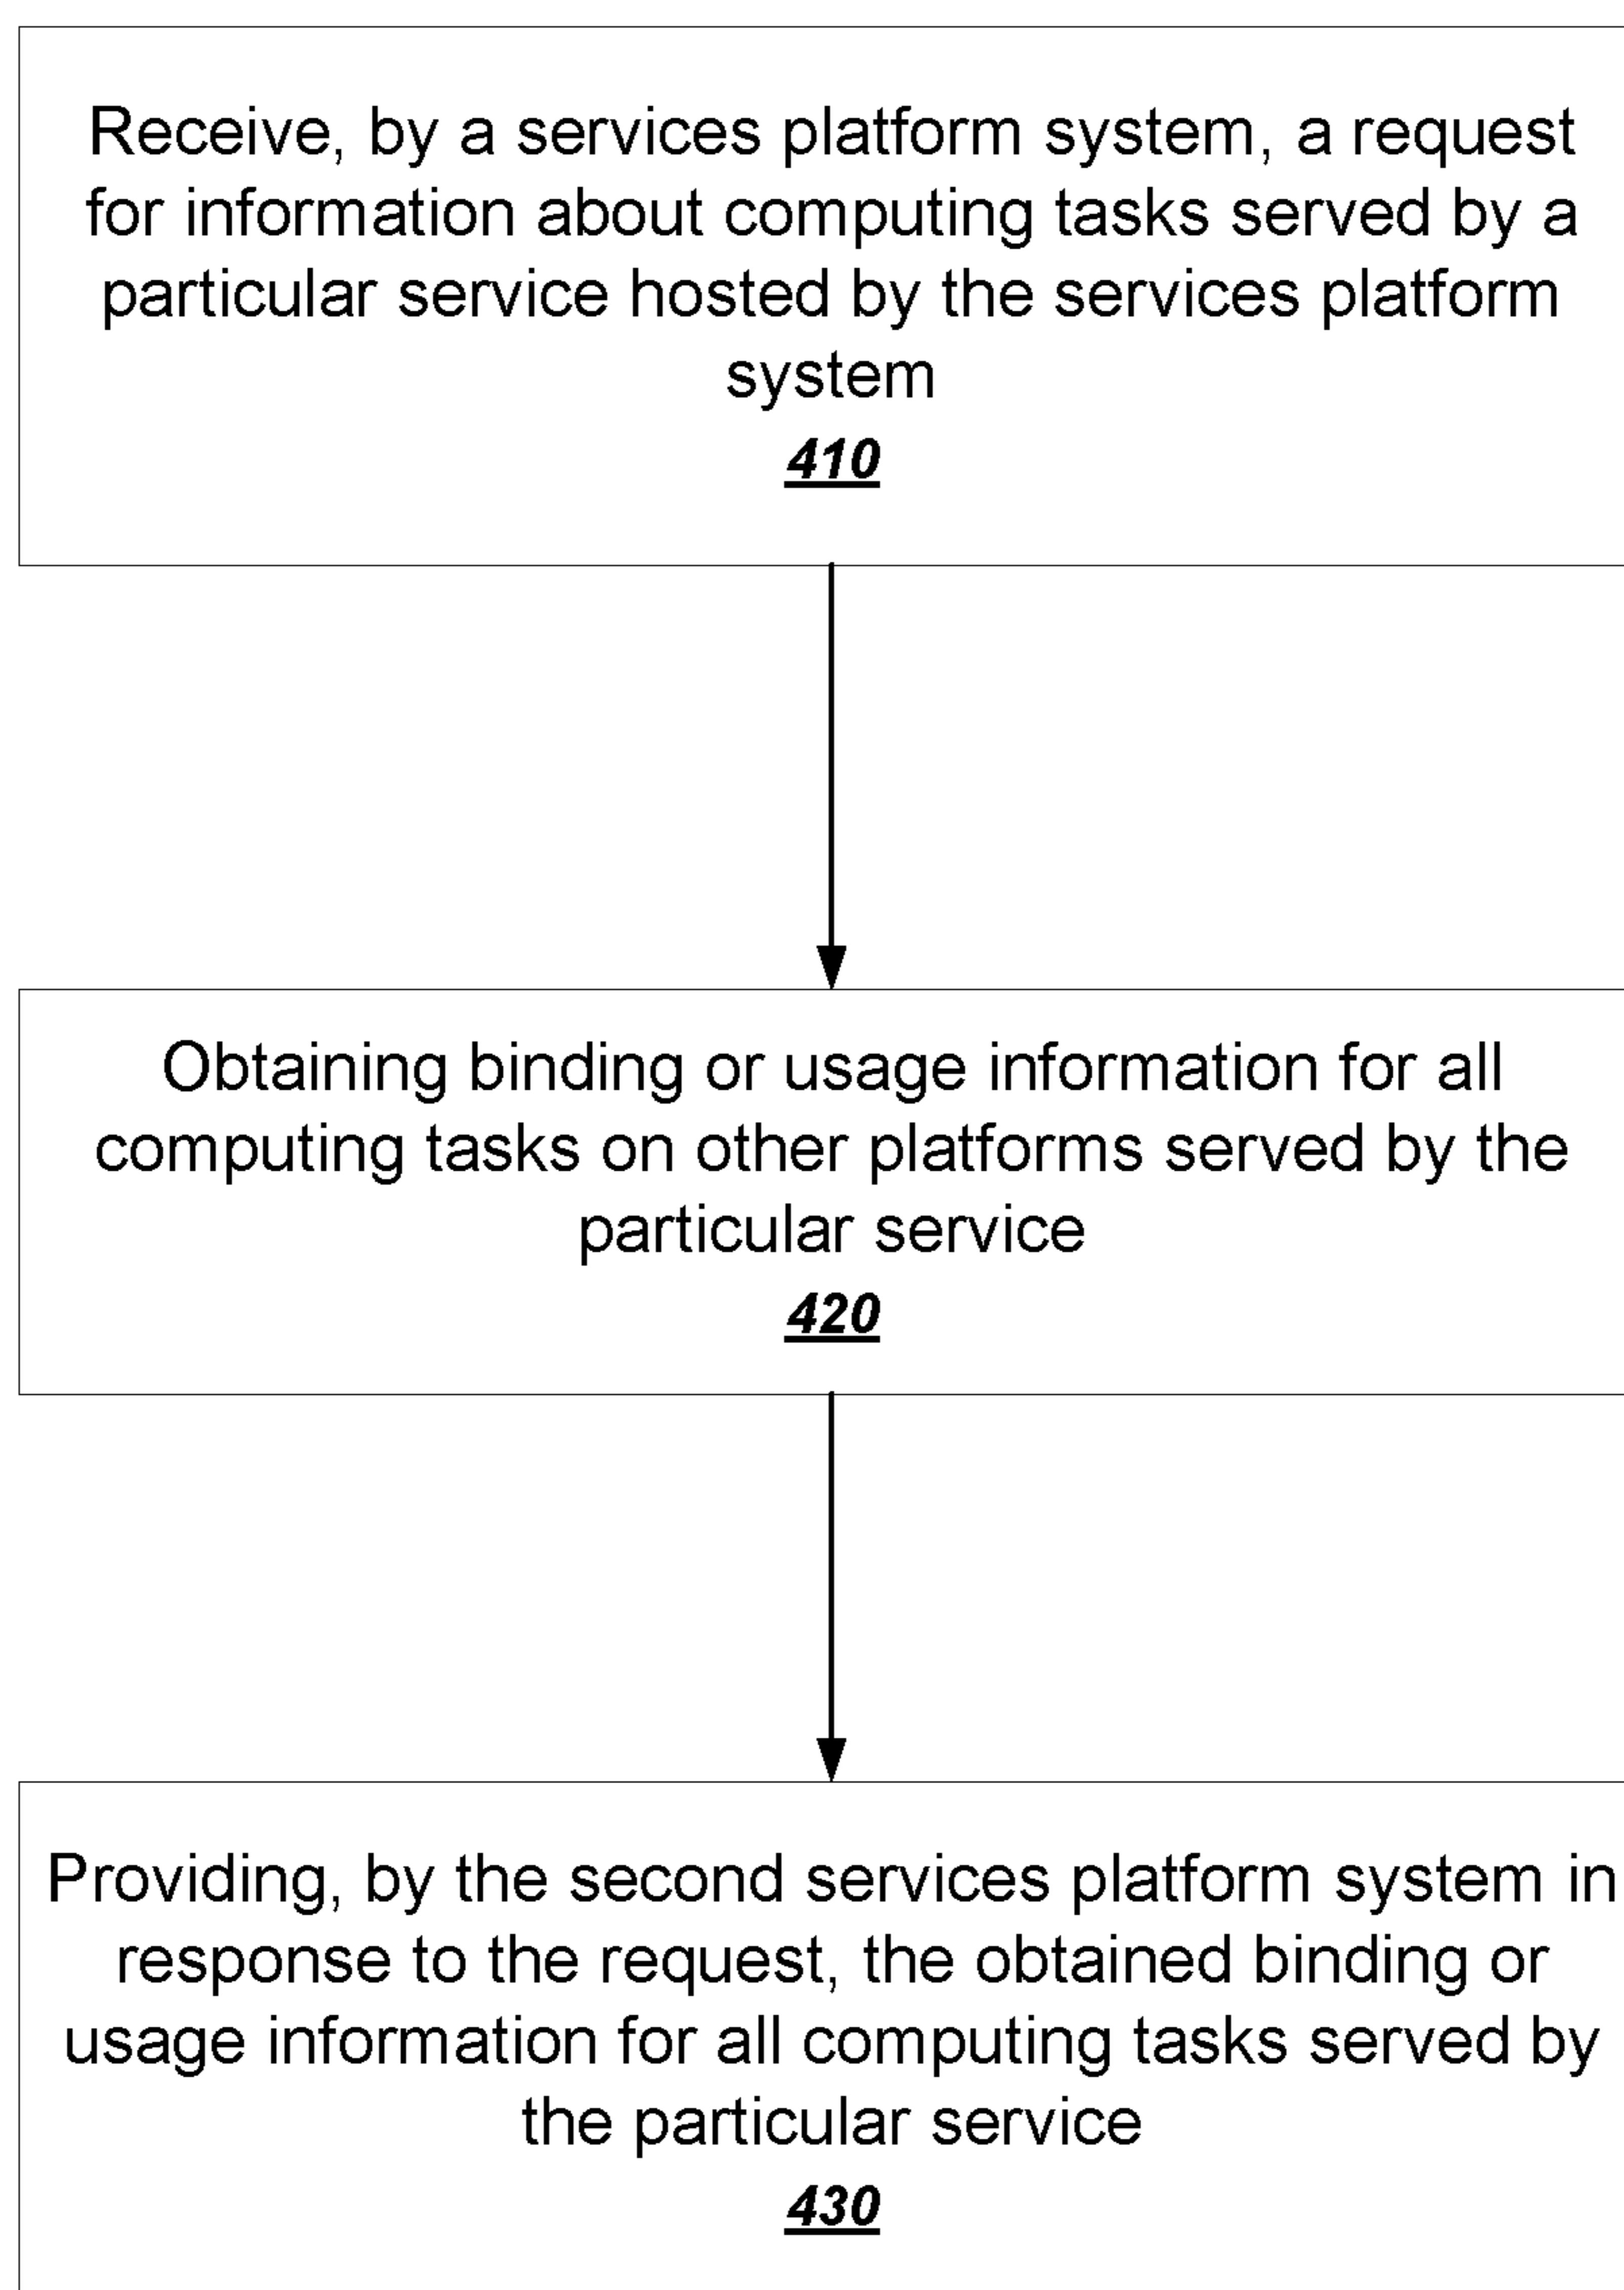 Receive, by a services platform system, a request
for information about computing tasks served by a
particular service hosted by the services platform
system
410
Obtaining binding or usage information for all
computing tasks on other platforms served by the
particular service
420
Providing, by the second services platform system in
response to the request, the obtained binding or
usage information for all computing tasks served by
the particular service
430